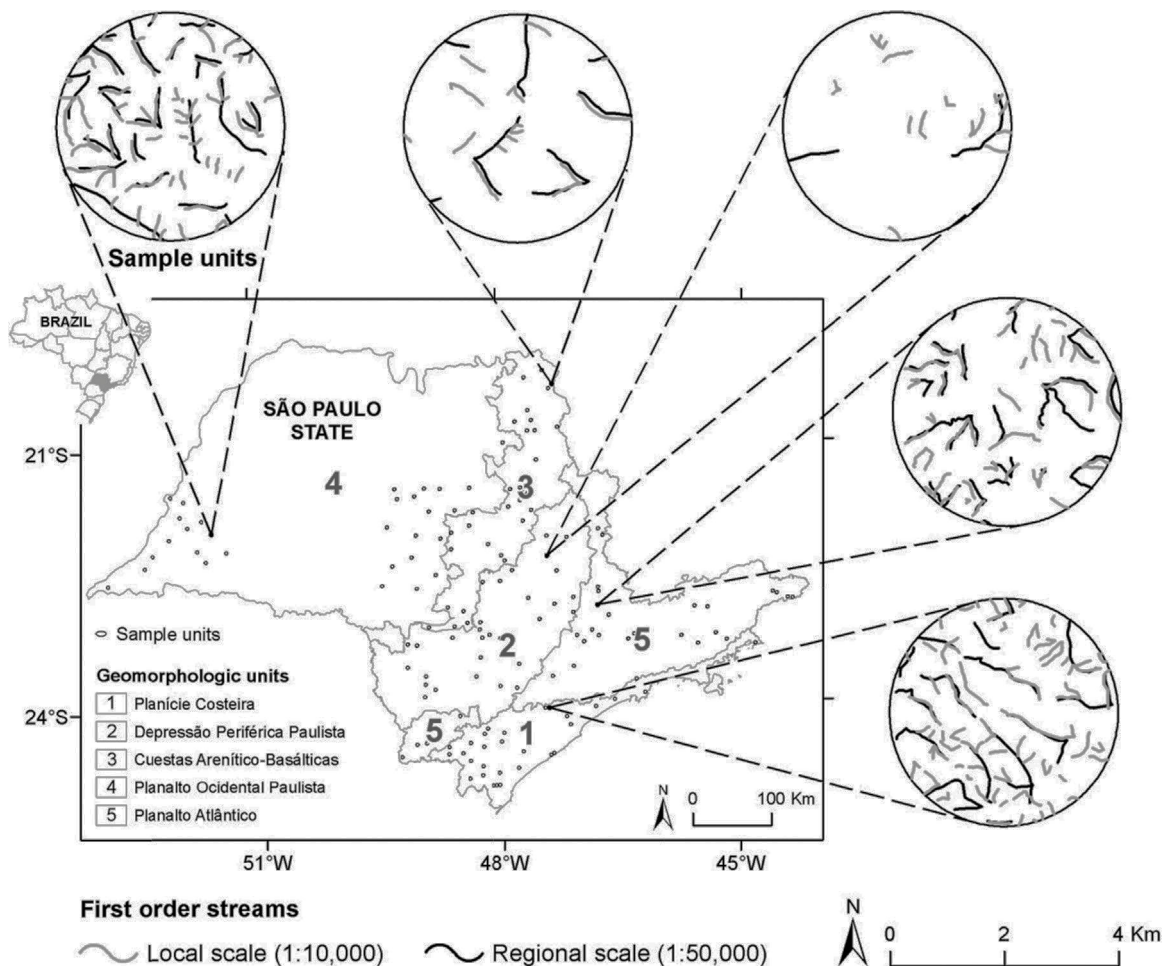 Sample units
BRAZIL
SÃO PAULO
STATE
21°S
4
3
2
5
○ Sample units
Geomorphologic units
1 Planície Costeira
2 Depressão Periférica Paulista
3 Cuestas Arenítico-Basálticas
4 Planalto Ocidental Paulista
5 Planalto Atlântico
24°S
5
1
N
0 100 Km
51°W 48°W 45°W
First order streams
Local scale (1:10,000) Regional scale (1:50,000)
N
0 2 4 Km